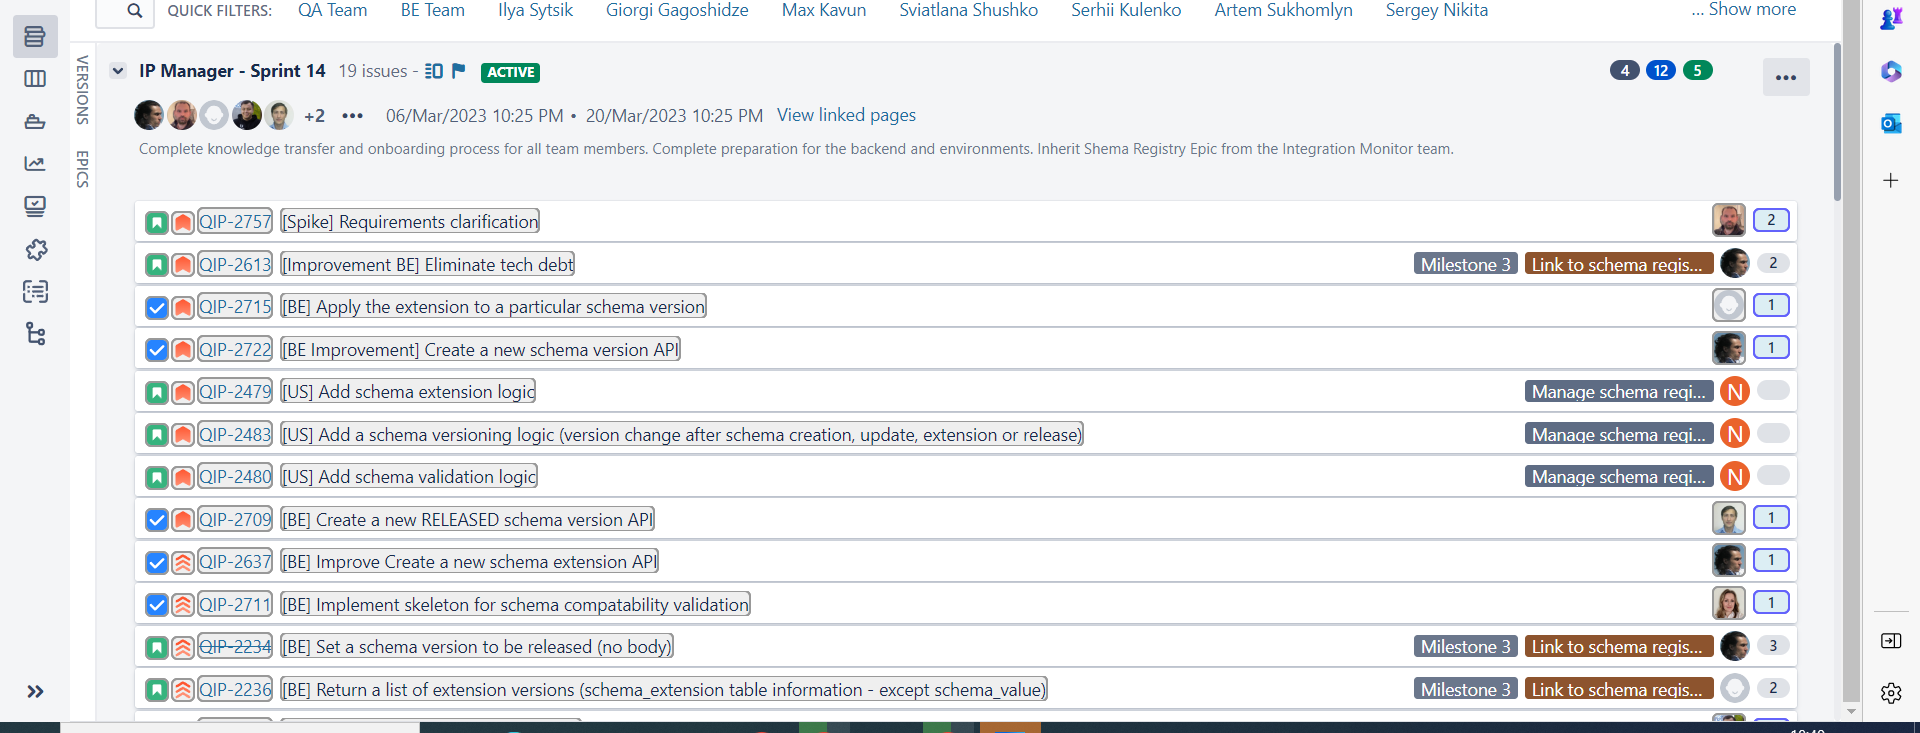 QUICK FILTERS: QA Team BE Team Ilya Sytsik Giorgi Gagoshidze Max Kavun Sviatlana Shushko Serhii Kulenko Artem Sukhomlyn Sergey Nikita ... Show more
VERSIONS
EPICS
IP Manager - Sprint 14 19 issues - ACTIVE 4 12 5
+2 ••• 06/Mar/2023 10:25 PM • 20/Mar/2023 10:25 PM View linked pages
Complete knowledge transfer and onboarding process for all team members. Complete preparation for the backend and environments. Inherit Shema Registry Epic from the Integration Monitor team.
QIP-2757 [Spike] Requirements clarification 2
QIP-2613 [Improvement BE] Eliminate tech debt Milestone 3 Link to schema regis... 2
QIP-2715 [BE] Apply the extension to a particular schema version 1
QIP-2722 [BE Improvement] Create a new schema version API 1
QIP-2479 [US] Add schema extension logic Manage schema regi... N
QIP-2483 [US] Add a schema versioning logic (version change after schema creation, update, extension or release) Manage schema regi... N
QIP-2480 [US] Add schema validation logic Manage schema regi... N
QIP-2709 [BE] Create a new RELEASED schema version API 1
QIP-2637 [BE] Improve Create a new schema extension API 1
QIP-2711 [BE] Implement skeleton for schema compatability validation 1
QIP-2234 [BE] Set a schema version to be released (no body) Milestone 3 Link to schema regis... 3
QIP-2236 [BE] Return a list of extension versions (schema_extension table information - except schema_value) Milestone 3 Link to schema regis... 2